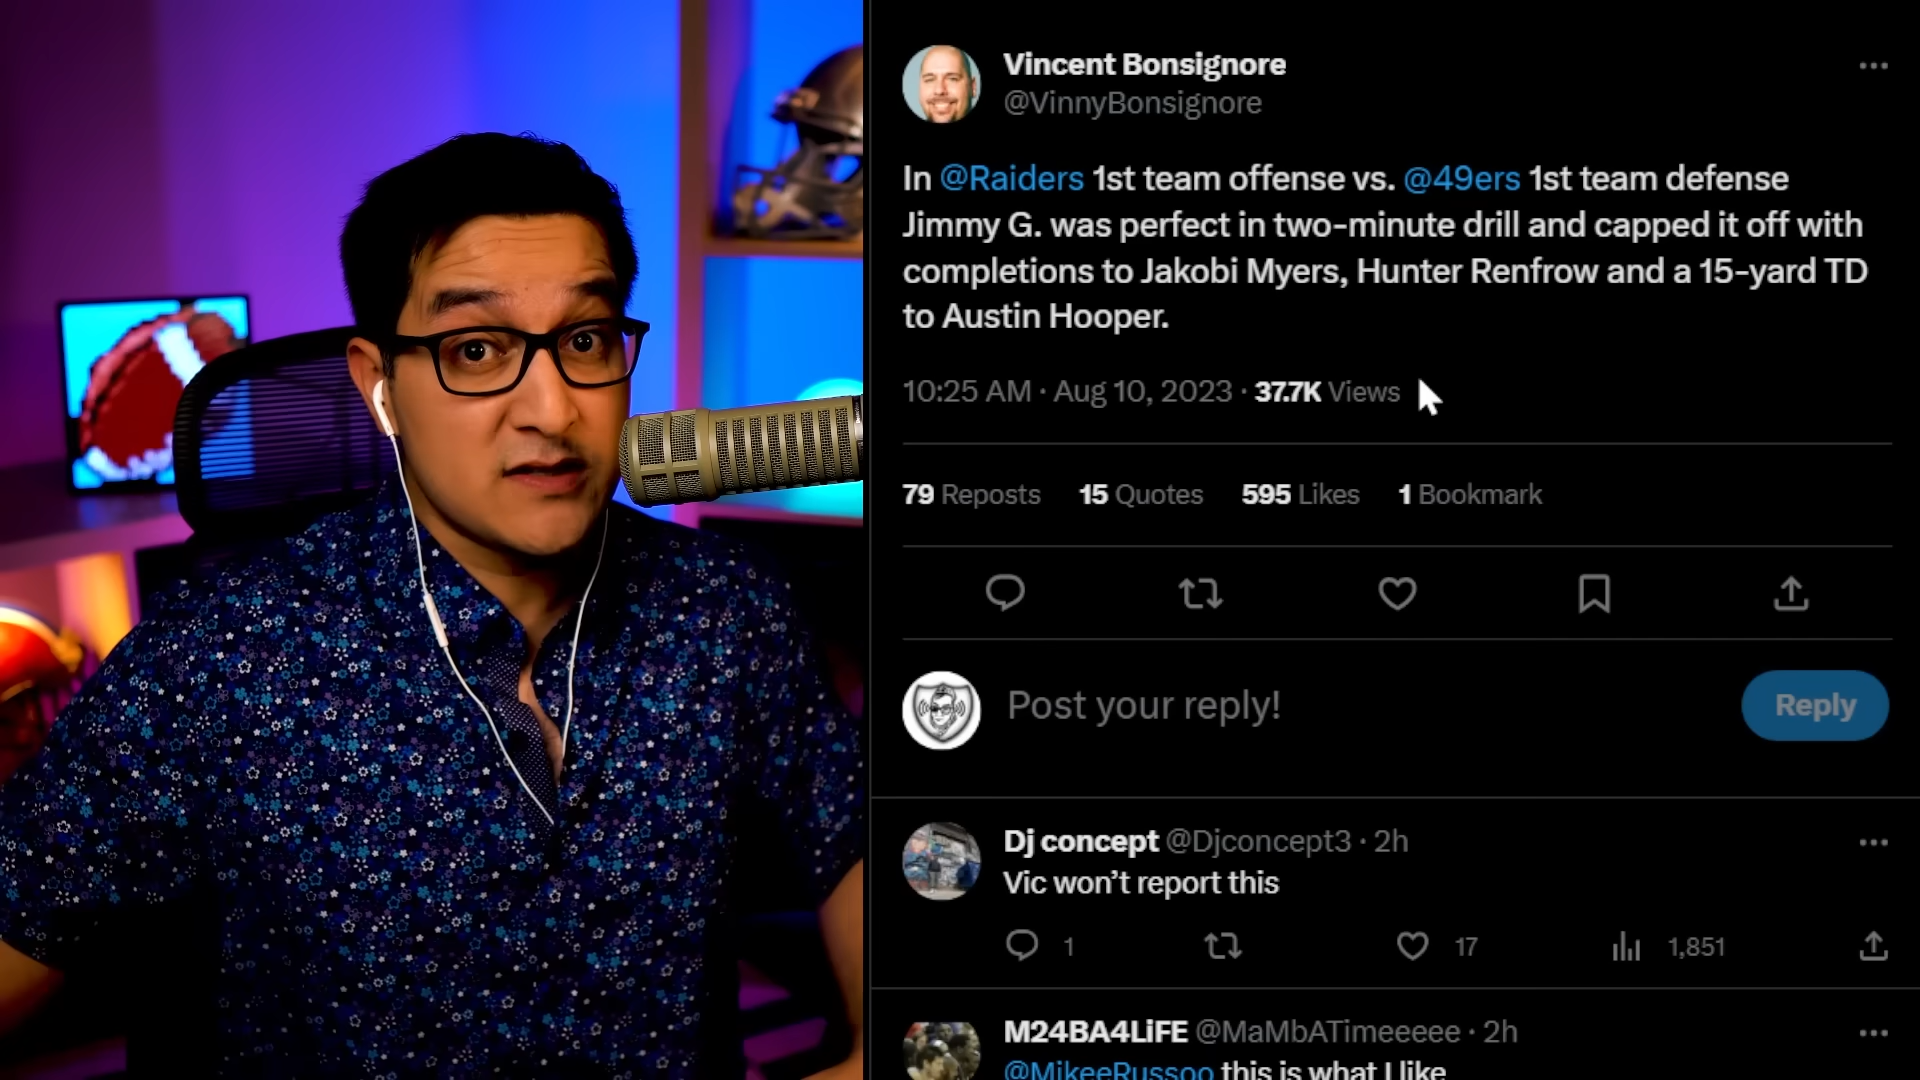 Vincent Bonsignore
@VinnyBonsignore
In @Raiders 1st team offense vs. @49ers 1st team defense
Jimmy G. was perfect in two-minute drill and capped it off with
completions to Jakobi Myers, Hunter Renfrow and a 15-yard TD
to Austin Hooper.
10:25 AM · Aug 10, 2023 · 37.7K Views
79 Reposts 15 Quotes 595 Likes 1 Bookmark
Post your reply!
Reply
Dj concept @Djconcept3 · 2h
Vic won’t report this
1 17 1,851
M24BA4LiFE @MaMbATimeeeee · 2h
@MikeeRussoo this is what I like